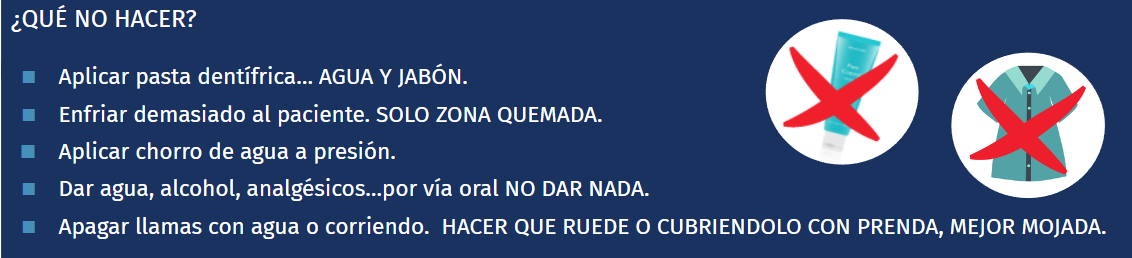 ¿QUÉ NO HACER?
Aplicar pasta dentífrica... AGUA Y JABÓN.
Enfriar demasiado al paciente. SOLO ZONA QUEMADA.
Aplicar chorro de agua a presión.
Dar agua, alcohol, analgésicos...por vía oral NO DAR NADA.
Apagar llamas con agua o corriendo. HACER QUE RUEDE O CUBRIENDOLO CON PRENDA, MEJOR MOJADA.